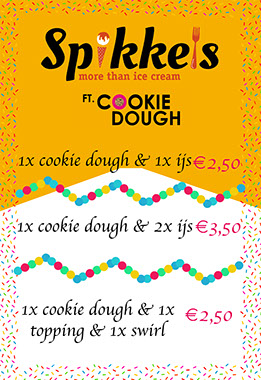 Spikkels
more than ice cream
FT. COOKIE
DOUGH
1x cookie dough & 1x ijs €2,50
1x cookie dough & 2x ijs €3,50
1x cookie dough & 1x €2,50
topping & 1x swirl